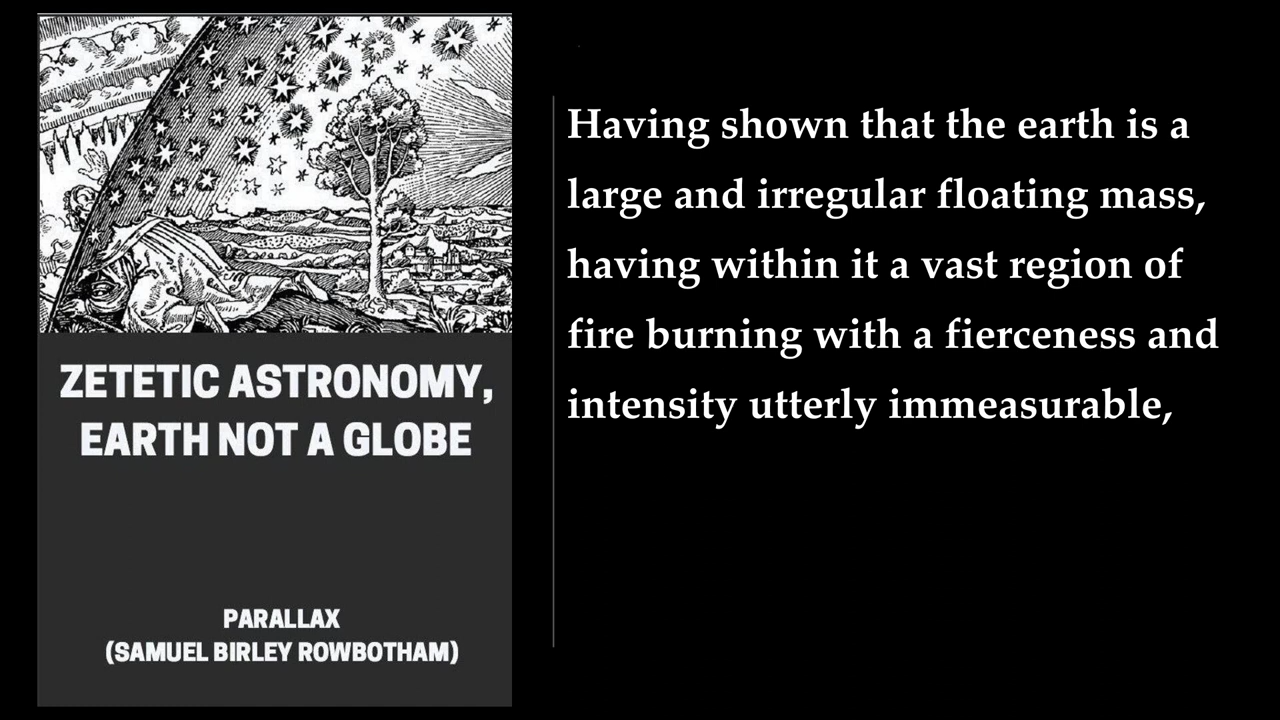 ZETETIC ASTRONOMY,
EARTH NOT A GLOBE
PARALLAX
(SAMUEL BIRLEY ROWBOTHAM)
Having shown that the earth is a
large and irregular floating mass,
having within it a vast region of
fire burning with a fierceness and
intensity utterly immeasurable,